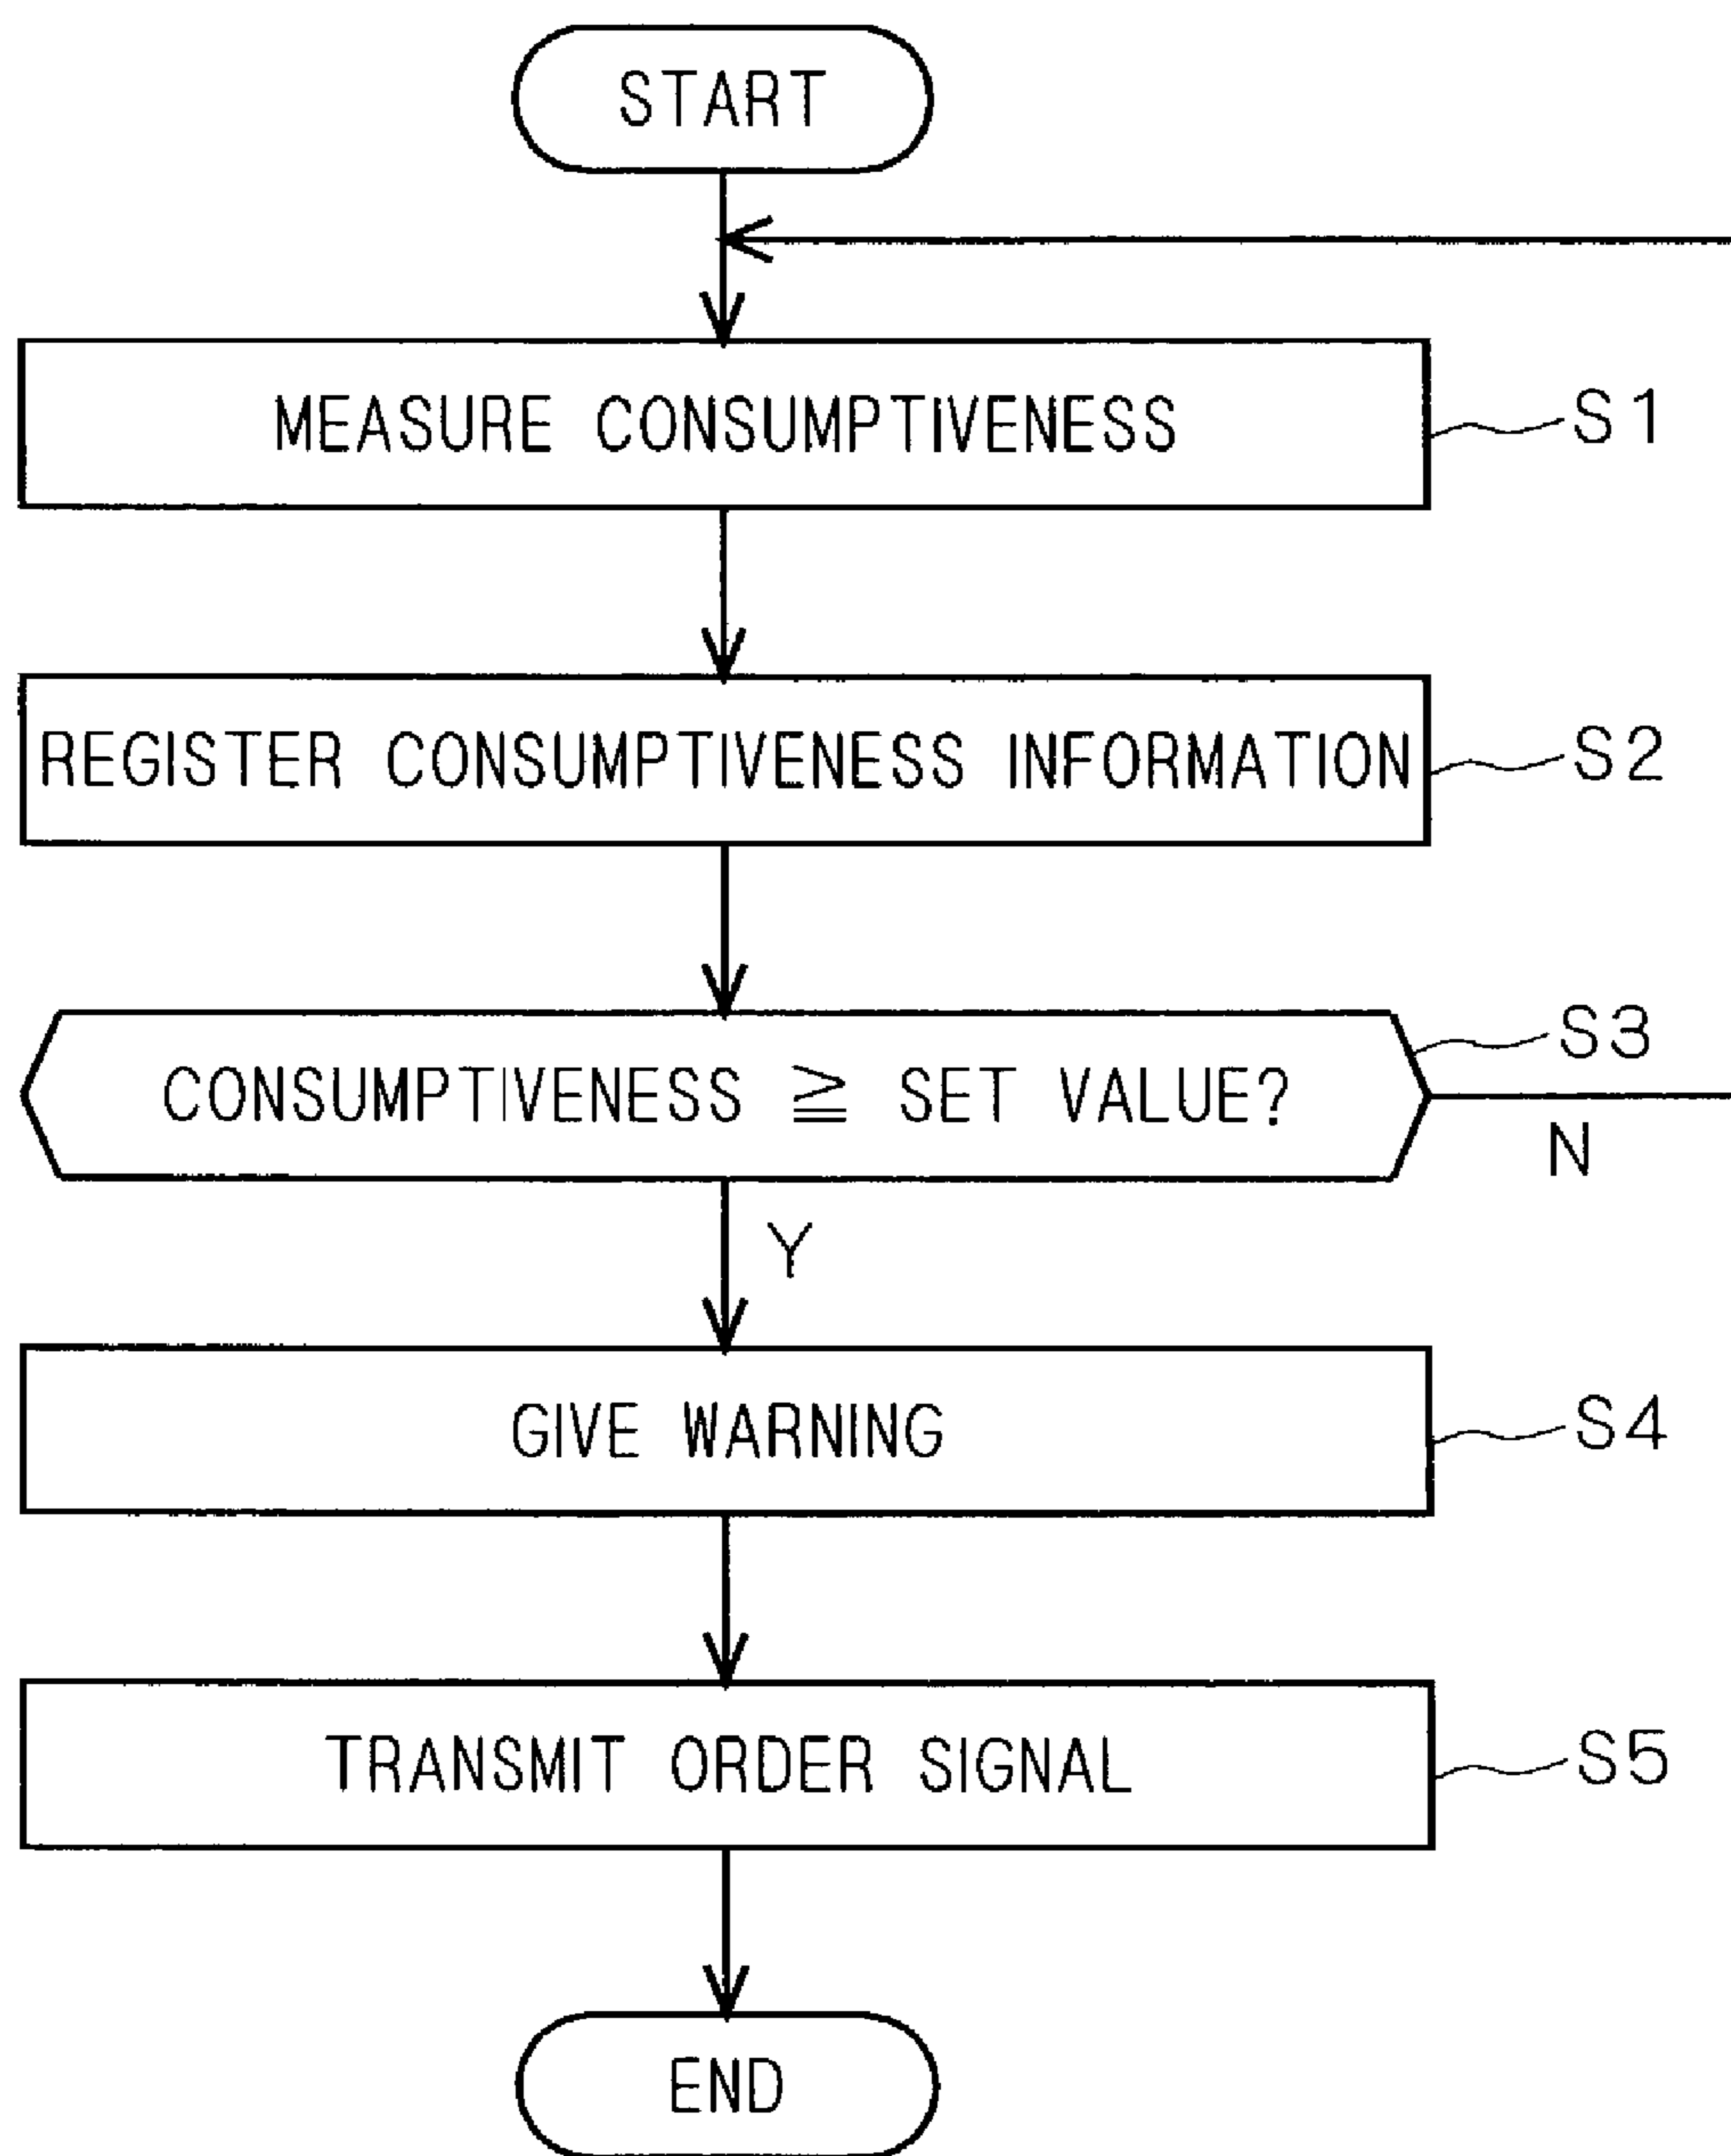 START
MEASURE CONSUMPTIVENESS
S1
REGISTER CONSUMPTIVENESS INFORMATION
S2
CONSUMPTIVENESS ≧ SET VALUE?
S3
N
Y
GIVE WARNING
S4
TRANSMIT ORDER SIGNAL
S5
END